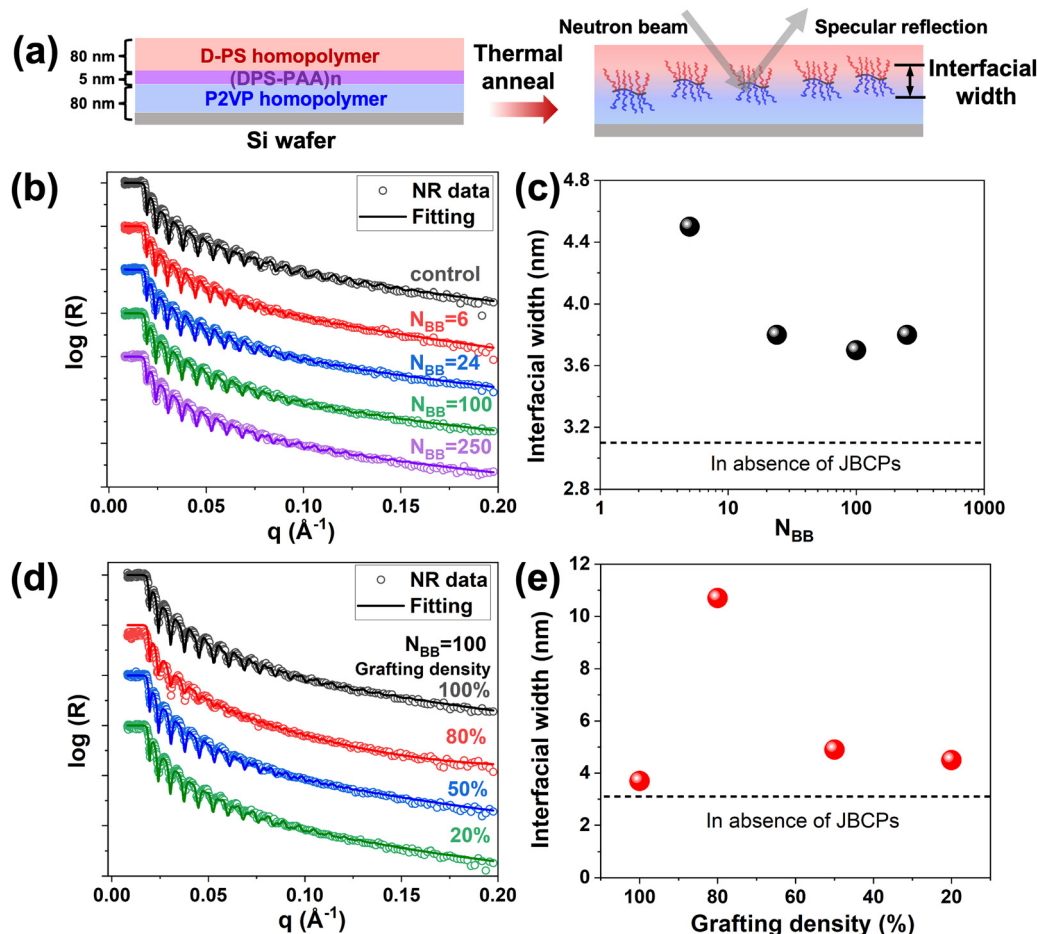 (a)
80 nm
5 nm
80 nm
D-PS homopolymer
(DPS-PAA)n
P2VP homopolymer
Si wafer
Thermal
anneal
Neutron beam
Specular reflection
Interfacial
width
(b)
NR data
Fitting
control
N_BB=6
N_BB=24
N_BB=100
N_BB=250
log (R)
0.00 0.05 0.10 0.15 0.20
q (Å⁻¹)
(c)
4.8
4.4
4.0
3.6
3.2
2.8
Interfacial width (nm)
In absence of JBCPs
1 10 100 1000
N_BB
(d)
NR data
Fitting
N_BB=100
Grafting density
100%
80%
50%
20%
log (R)
0.00 0.05 0.10 0.15 0.20
q (Å⁻¹)
(e)
12
10
8
6
4
2
0
Interfacial width (nm)
In absence of JBCPs
100 80 60 40 20
Grafting density (%)